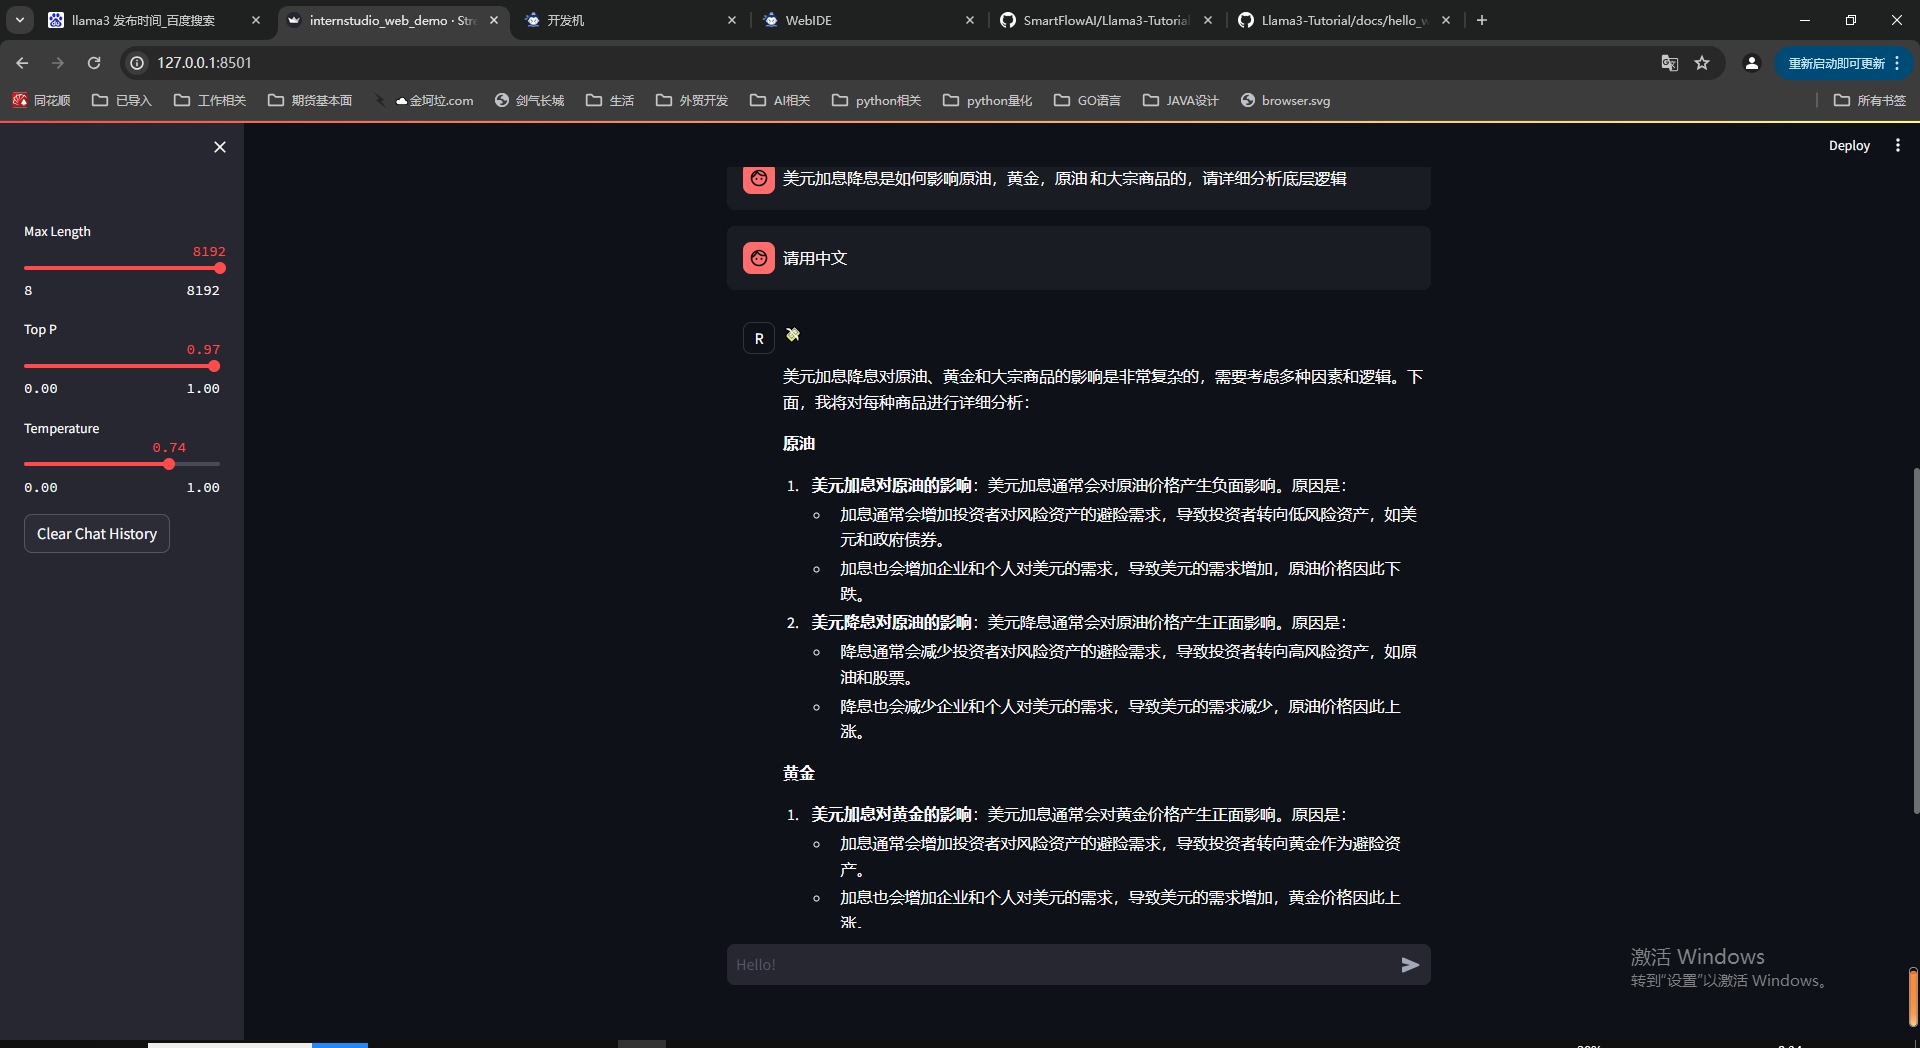 llama3 发布时间_百度搜索
internstudio_web_demo · Stre
开发机
WebIDE
SmartFlowAI/Llama3-Tutorial
Llama3-Tutorial/docs/hello_w
127.0.0.1:8501
重新启动即可更新
同花顺
已导入
工作相关
期货基本面
金坷垃.com
剑气长城
生活
外贸开发
AI相关
python相关
python量化
GO语言
JAVA设计
browser.svg
所有书签
Deploy
Max Length
8192
8 8192
Top P
0.97
0.00 1.00
Temperature
0.74
0.00 1.00
Clear Chat History
美元加息降息是如何影响原油，黄金，原油和大宗商品的，请详细分析底层逻辑
请用中文
R
美元加息降息对原油、黄金和大宗商品的影响是非常复杂的，需要考虑多种因素和逻辑。下
面，我将对每种商品进行详细分析：
原油
1. 美元加息对原油的影响：美元加息通常会对原油价格产生负面影响。原因是：
加息通常会增加投资者对风险资产的避险需求，导致投资者转向低风险资产，如美
元和政府债券。
加息也会增加企业和个人对美元的需求，导致美元的需求增加，原油价格因此下
跌。
2. 美元降息对原油的影响：美元降息通常会对原油价格产生正面影响。原因是：
降息通常会减少投资者对风险资产的避险需求，导致投资者转向高风险资产，如原
油和股票。
降息也会减少企业和个人对美元的需求，导致美元的需求减少，原油价格因此上
涨。
黄金
1. 美元加息对黄金的影响：美元加息通常会对黄金价格产生正面影响。原因是：
加息通常会增加投资者对风险资产的避险需求，导致投资者转向黄金作为避险资
产。
加息也会增加企业和个人对美元的需求，导致美元的需求增加，黄金价格因此上
涨。
Hello!
激活 Windows
转到"设置"以激活 Windows。